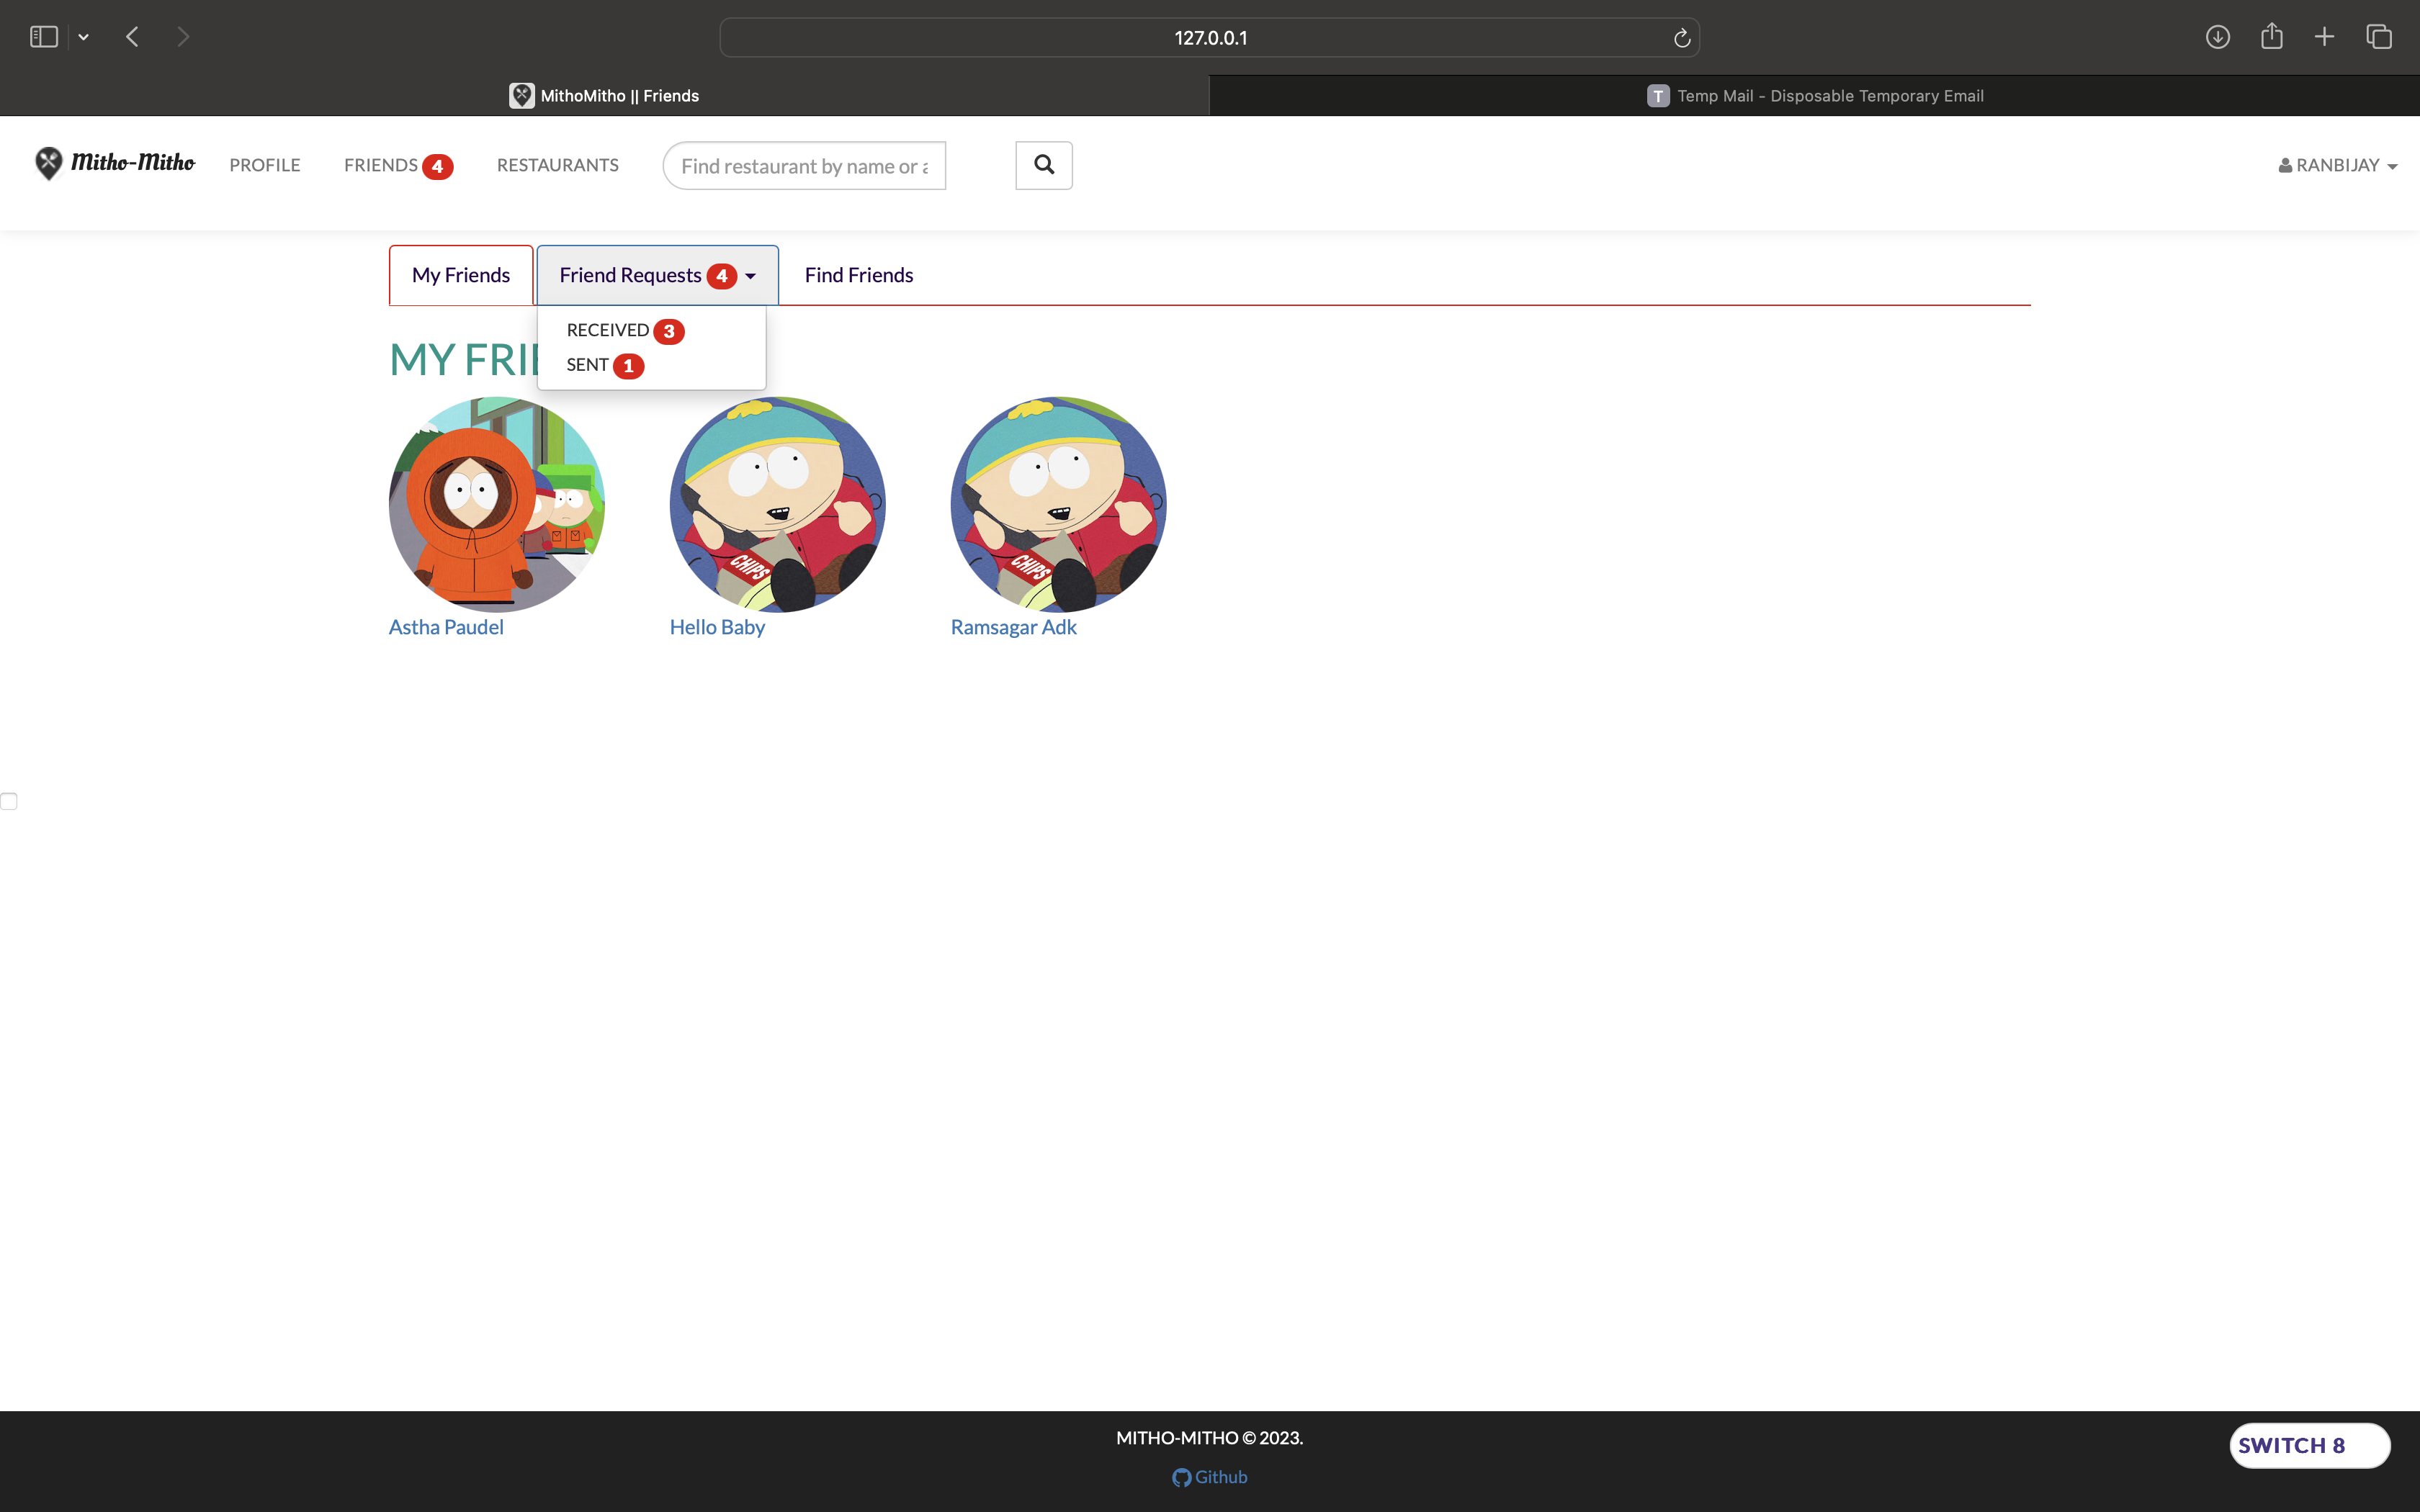 127.0.0.1
MithoMitho || Friends
T Temp Mail - Disposable Temporary Email
Mitho-Mitho PROFILE FRIENDS 4 RESTAURANTS Find restaurant by name or a RANBIJAY
My Friends Friend Requests 4 Find Friends
RECEIVED 3
SENT 1
MY FRIE
CHIPS CHIPS
Astha Paudel Hello Baby Ramsagar Adk
MITHO-MITHO © 2023.
SWITCH 8
Github